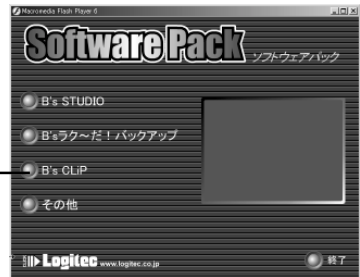 Macromedia Flash Player 6
Software Pack ソフトウェアパック
B's STUDIO
B'sラク～だ！バックアップ
B's CLiP
その他
Logitec www.logitec.co.jp
終了